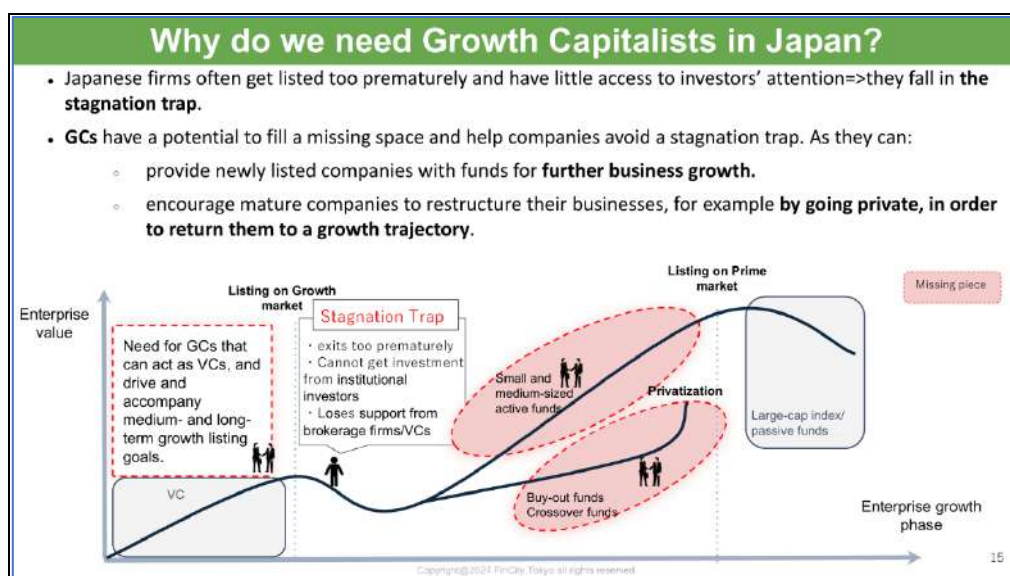 Why do we need Growth Capitalists in Japan?
• Japanese firms often get listed too prematurely and have little access to investors' attention=>they fall in the
stagnation trap.
• GCs have a potential to fill a missing space and help companies avoid a stagnation trap. As they can:
◦ provide newly listed companies with funds for further business growth.
◦ encourage mature companies to restructure their businesses, for example by going private, in order
to return them to a growth trajectory.
Enterprise
value
Listing on Growth
market
Listing on Prime
market
Missing piece
Need for GCs that
can act as VCs, and
drive and
accompany
medium- and long-
term growth listing
goals.
Stagnation Trap
・exits too prematurely
・Cannot get investment
from institutional
investors
・Loses support from
brokerage firms/VCs
Small and
medium-sized
active funds
Privatization
Large-cap index/
passive funds
VC
Buy-out funds
Crossover funds
Enterprise growth
phase
Copyright@2024 FinCity.Tokyo all rights reserved.
15